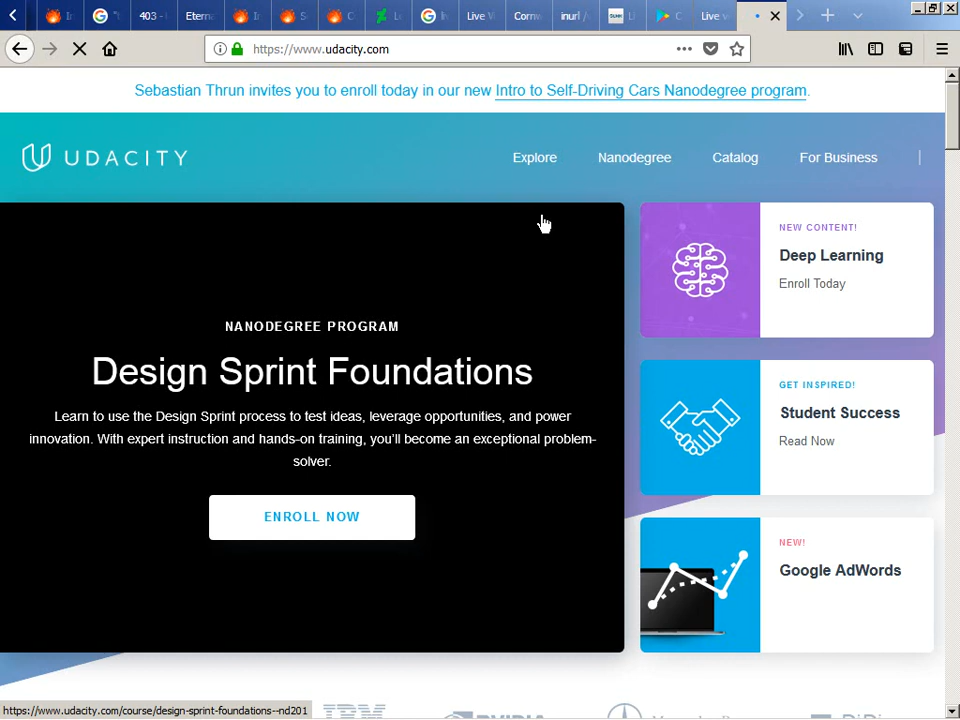 403 -
Etern
Live W
Cornw
inurl /
Live v
https://www.udacity.com
Sebastian Thrun invites you to enroll today in our new Intro to Self-Driving Cars Nanodegree program.
UDACITY
Explore Nanodegree Catalog For Business |
NEW CONTENT!
Deep Learning
Enroll Today
NANODEGREE PROGRAM
Design Sprint Foundations
Learn to use the Design Sprint process to test ideas, leverage opportunities, and power
innovation. With expert instruction and hands-on training, you'll become an exceptional problem-
solver.
ENROLL NOW
GET INSPIRED!
Student Success
Read Now
NEW!
Google AdWords
https://www.udacity.com/course/design-sprint-foundations--nd201